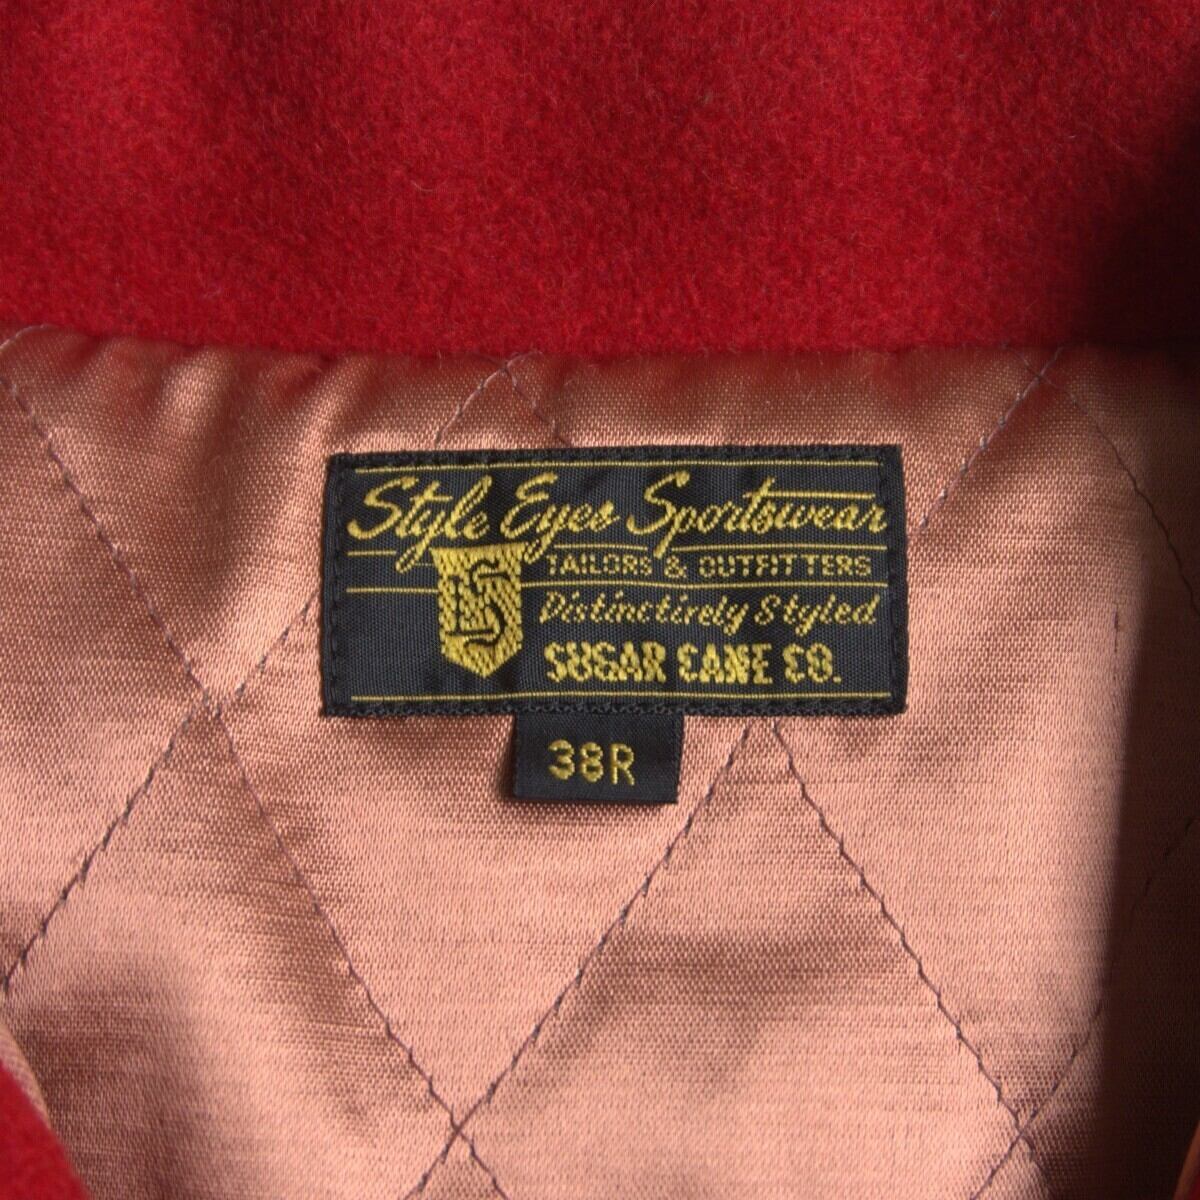 Style Eyes Sportswear
TAILORS & OUTFITTERS
Distinctively Styled
SUGAR CANE CO.
38R